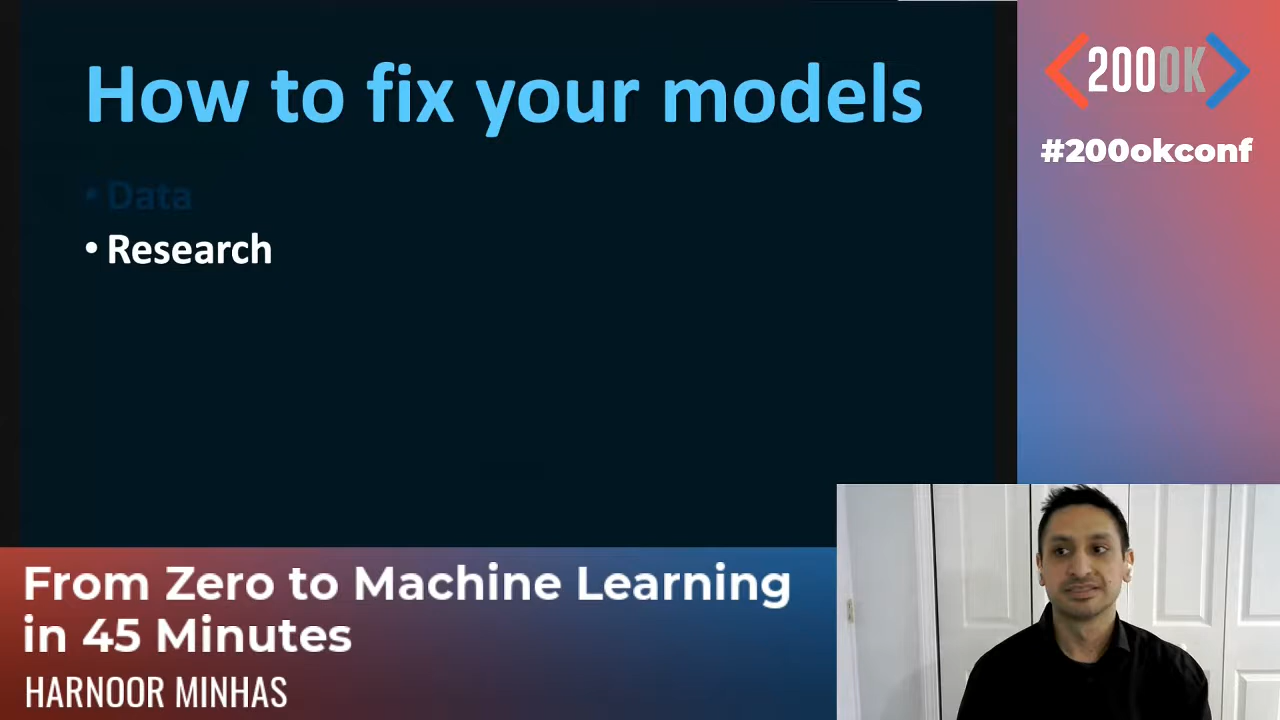 How to fix your models
• Data
• Research
200OK
#200okconf
From Zero to Machine Learning
in 45 Minutes
HARNOOR MINHAS